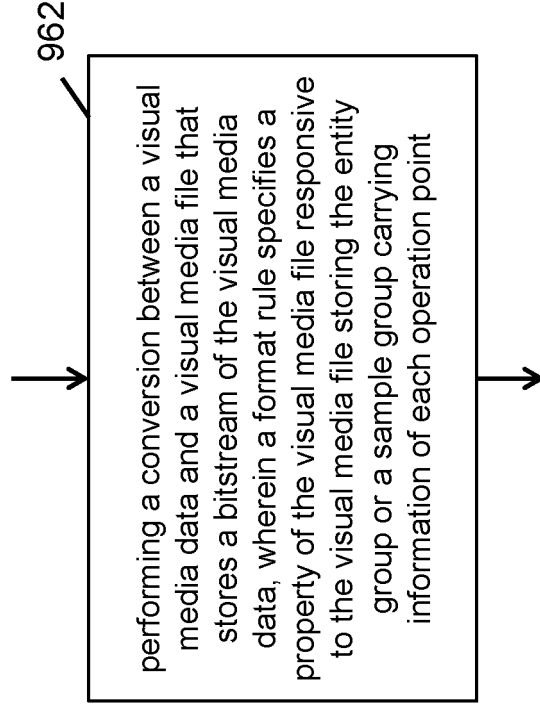 962
performing a conversion between a visual
media data and a visual media file that
stores a bitstream of the visual media
data, wherein a format rule specifies a
property of the visual media file responsive
to the visual media file storing the entity
group or a sample group carrying
information of each operation point